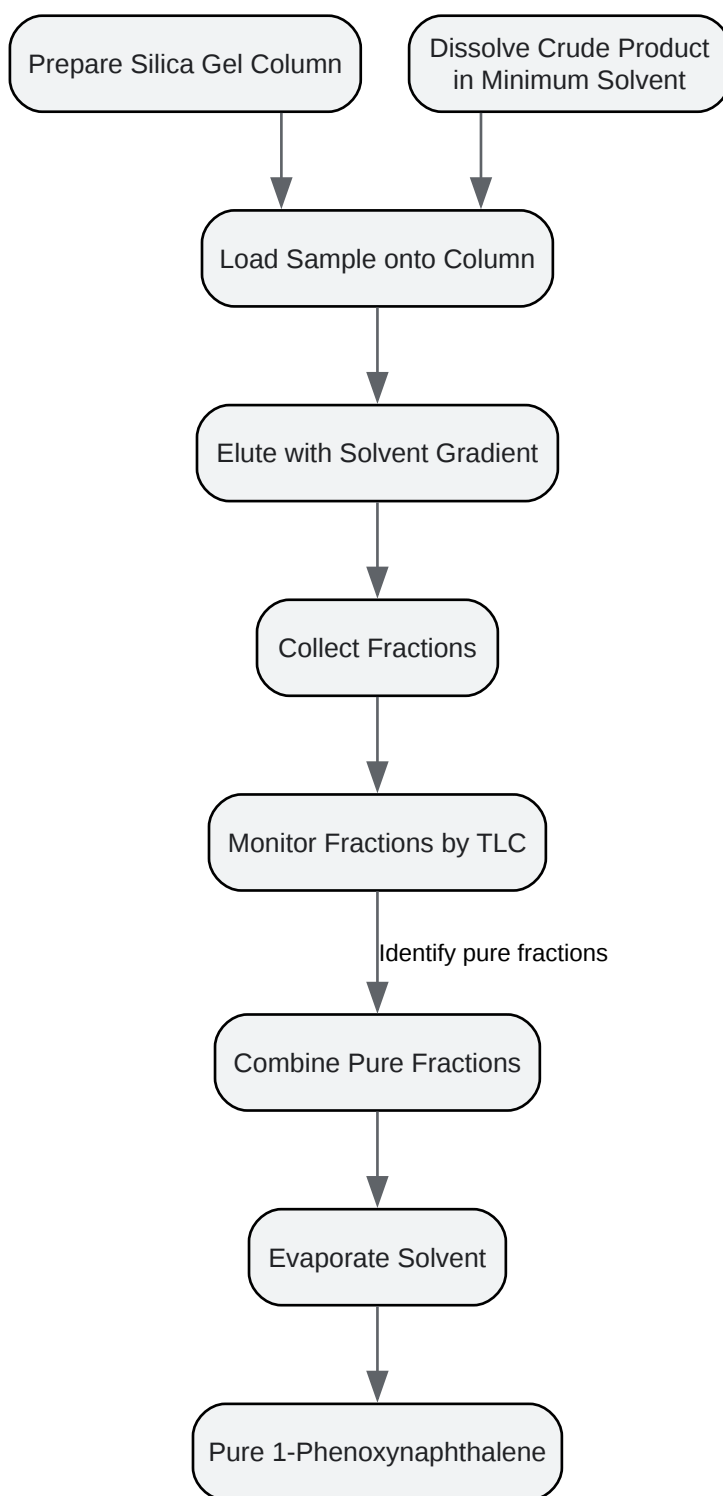 Prepare Silica Gel Column
Dissolve Crude Product
in Minimum Solvent
Load Sample onto Column
Elute with Solvent Gradient
Collect Fractions
Monitor Fractions by TLC
Identify pure fractions
Combine Pure Fractions
Evaporate Solvent
Pure 1-Phenoxynaphthalene